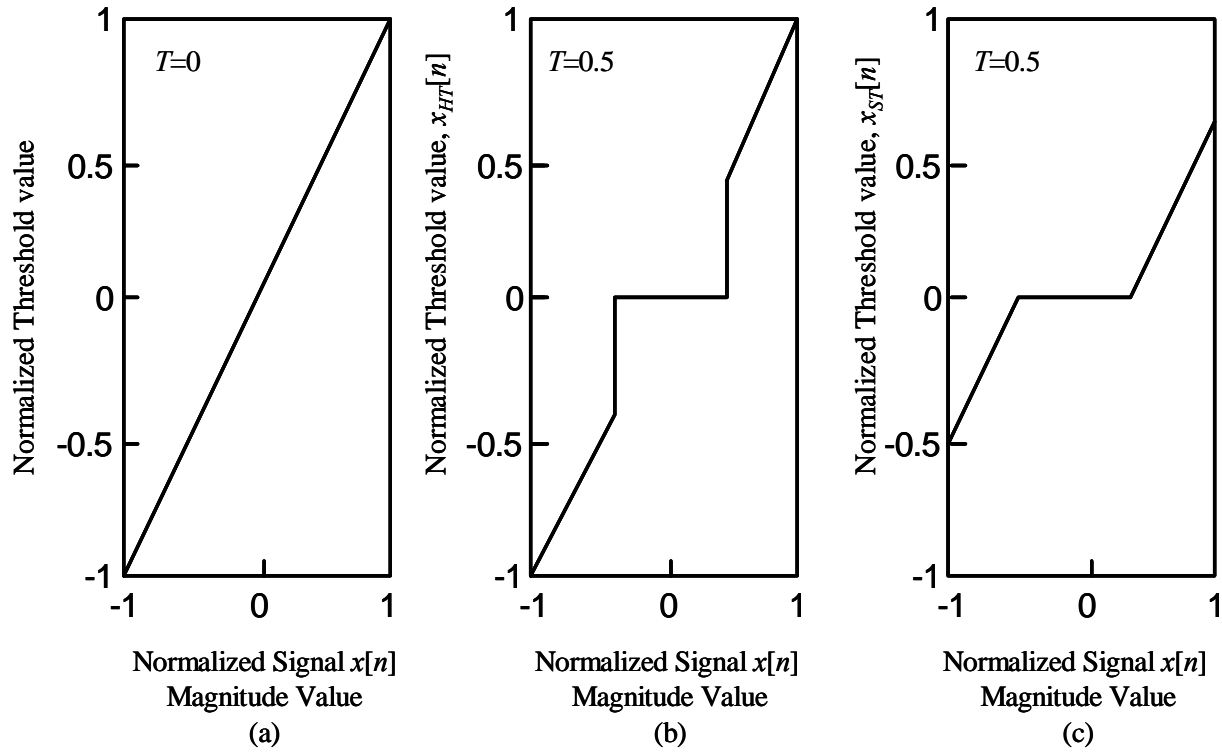 1
T=0
0.5
0
-0.5
-1
-1
0
1
Normalized Threshold value
Normalized Signal x[n]
Magnitude Value
(a)
1
T=0.5
0.5
0
-0.5
-1
-1
0
1
Normalized Threshold value, x_HT[n]
Normalized Signal x[n]
Magnitude Value
(b)
1
T=0.5
0.5
0
-0.5
-1
-1
0
1
Normalized Threshold value, x_ST[n]
Normalized Signal x[n]
Magnitude Value
(c)